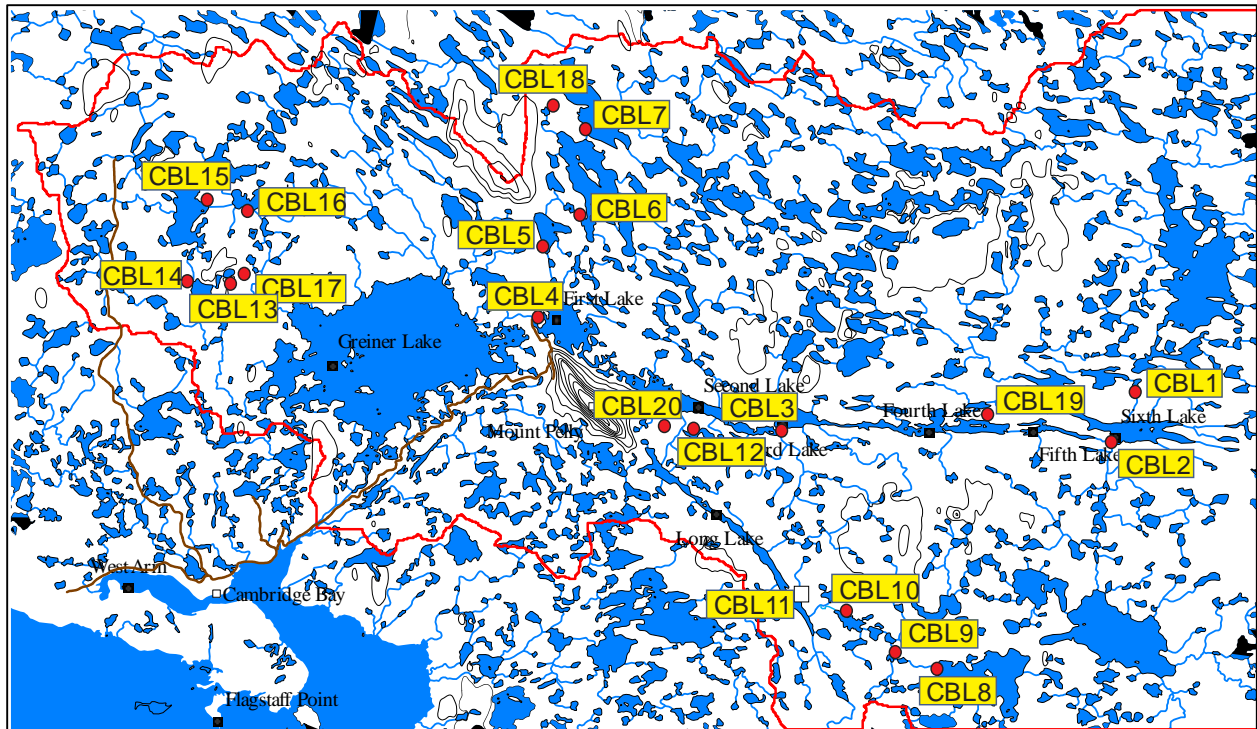 CBL18
CBL7
CBL15
CBL16
CBL6
CBL5
CBL14
CBL17
CBL13
CBL4
First Lake
Greiner Lake
Second Lake
CBL1
CBL20
CBL3
Fourth Lake
CBL19
Sixth Lake
Mount Pelly
CBL12
rd Lake
Fifth Lake
CBL2
Long Lake
West Arm
Cambridge Bay
CBL11
CBL10
CBL9
CBL8
Flagstaff Point